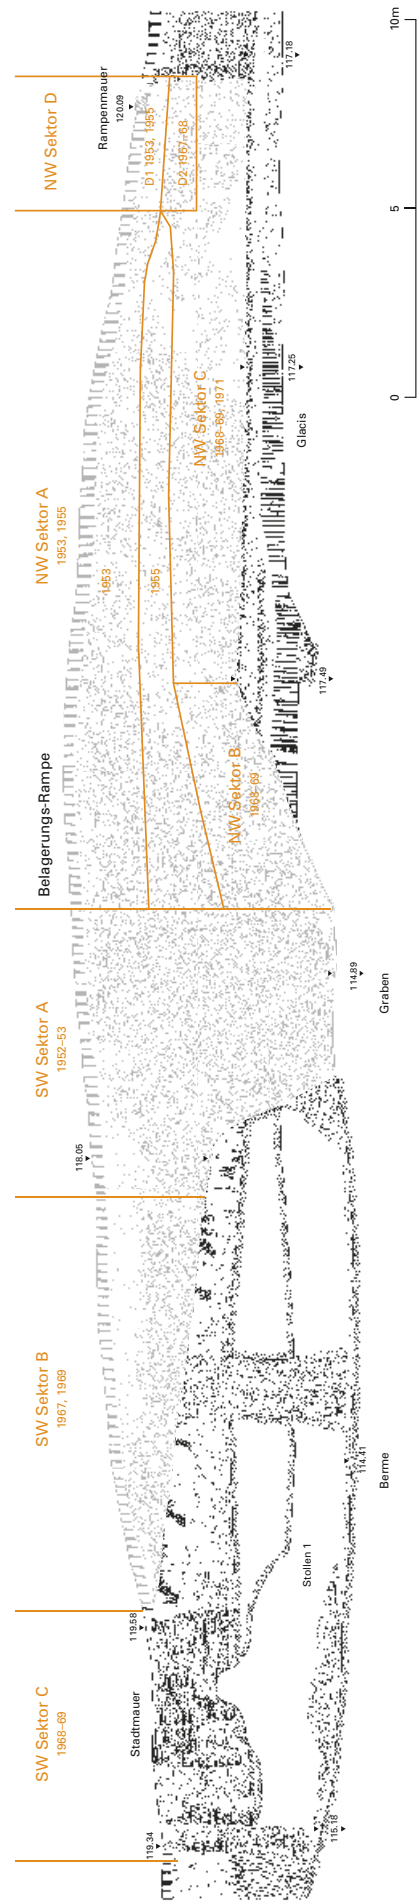 SW Sektor C
1968–69
SW Sektor B
1967, 1969
SW Sektor A
1952–53
NW Sektor A
1953, 1955
NW Sektor D
Belagerungs-Rampe
Rampenmauer
120.09
D1 1953, 1955
D2 1967–68
1953
1955
NW Sektor C
1968–69, 1971
NW Sektor B
1968–69
118.05
119.58
Stadtmauer
119.34
117.18
117.25
Glacis
117.49
114.89
Graben
Stollen 1
114.41
Berme
115.18
0
5
10m